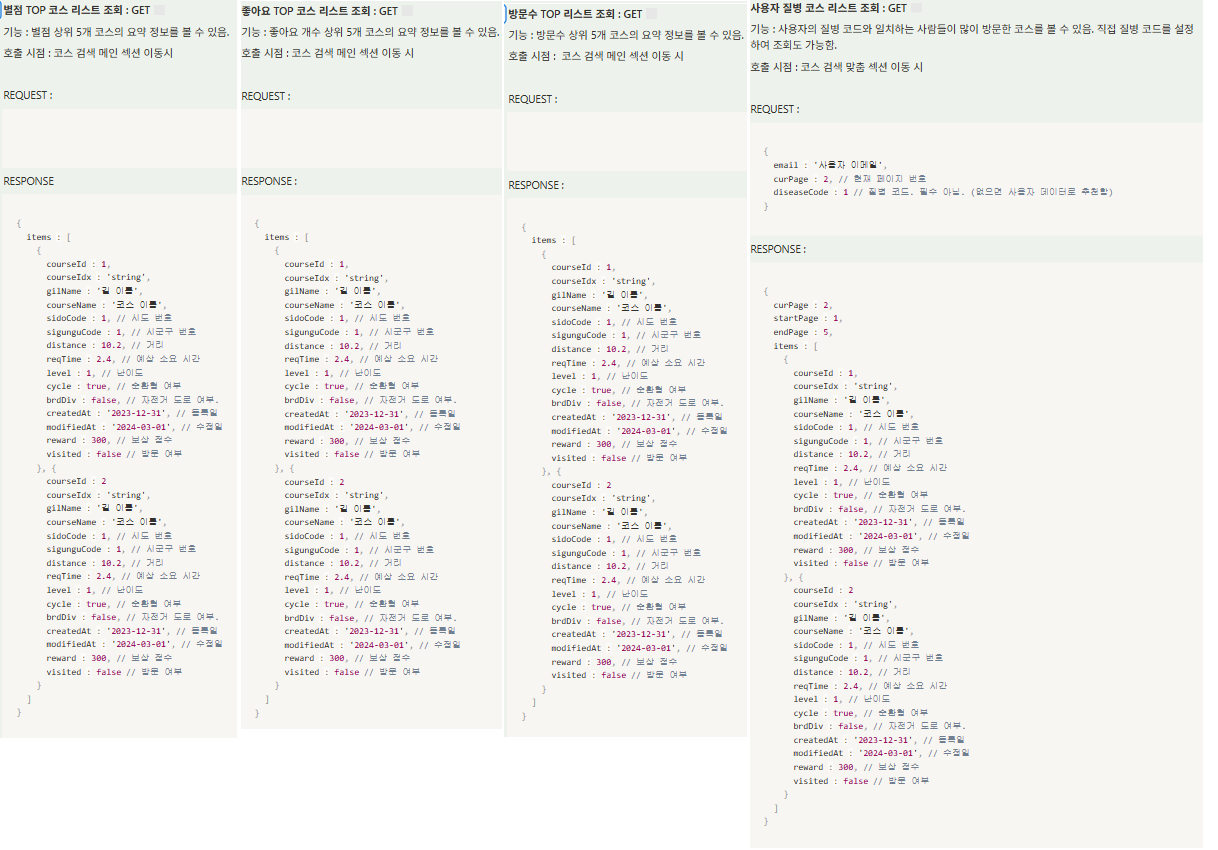 별점 TOP 코스 리스트 조회 : GET
기능 : 별점 상위 5개 코스의 요약 정보를 볼 수 있음.
호출 시점 : 코스 검색 메인 섹션 이동시
REQUEST :
RESPONSE
{
items : [
{
courseId : 1,
courseIdx : 'string',
gilName : '길 이름',
courseName : '코스 이름',
sidoCode : 1, // 시도 번호
sigunguCode : 1, // 시군구 번호
distance : 10.2, // 거리
reqTime : 2.4, // 예상 소요 시간
level : 1, // 난이도
cycle : true, // 순환형 여부
brdDiv : false, // 자전거 도로 여부.
createdAt : '2023-12-31', // 등록일
modifiedAt : '2024-03-01', // 수정일
reward : 300, // 보상 점수
visited : false // 방문 여부
}, {
courseId : 2
courseIdx : 'string',
gilName : '길 이름',
courseName : '코스 이름',
sidoCode : 1, // 시도 번호
sigunguCode : 1, // 시군구 번호
distance : 10.2, // 거리
reqTime : 2.4, // 예상 소요 시간
level : 1, // 난이도
cycle : true, // 순환형 여부
brdDiv : false, // 자전거 도로 여부.
createdAt : '2023-12-31', // 등록일
modifiedAt : '2024-03-01', // 수정일
reward : 300, // 보상 점수
visited : false // 방문 여부
}
]
}
좋아요 TOP 코스 리스트 조회 : GET
기능 : 좋아요 개수 상위 5개 코스의 요약 정보를 볼 수 있음.
호출 시점 : 코스 검색 메인 섹션 이동 시
REQUEST :
RESPONSE :
{
items : [
{
courseId : 1,
courseIdx : 'string',
gilName : '길 이름',
courseName : '코스 이름',
sidoCode : 1, // 시도 번호
sigunguCode : 1, // 시군구 번호
distance : 10.2, // 거리
reqTime : 2.4, // 예상 소요 시간
level : 1, // 난이도
cycle : true, // 순환형 여부
brdDiv : false, // 자전거 도로 여부.
createdAt : '2023-12-31', // 등록일
modifiedAt : '2024-03-01', // 수정일
reward : 300, // 보상 점수
visited : false // 방문 여부
}, {
courseId : 2
courseIdx : 'string',
gilName : '길 이름',
courseName : '코스 이름',
sidoCode : 1, // 시도 번호
sigunguCode : 1, // 시군구 번호
distance : 10.2, // 거리
reqTime : 2.4, // 예상 소요 시간
level : 1, // 난이도
cycle : true, // 순환형 여부
brdDiv : false, // 자전거 도로 여부.
createdAt : '2023-12-31', // 등록일
modifiedAt : '2024-03-01', // 수정일
reward : 300, // 보상 점수
visited : false // 방문 여부
}
]
}
방문수 TOP 리스트 조회 : GET
기능 : 방문수 상위 5개 코스의 요약 정보를 볼 수 있음.
호출 시점 : 코스 검색 메인 섹션 이동 시
REQUEST :
RESPONSE :
{
items : [
{
courseId : 1,
courseIdx : 'string',
gilName : '길 이름',
courseName : '코스 이름',
sidoCode : 1, // 시도 번호
sigunguCode : 1, // 시군구 번호
distance : 10.2, // 거리
reqTime : 2.4, // 예상 소요 시간
level : 1, // 난이도
cycle : true, // 순환형 여부
brdDiv : false, // 자전거 도로 여부.
createdAt : '2023-12-31', // 등록일
modifiedAt : '2024-03-01', // 수정일
reward : 300, // 보상 점수
visited : false // 방문 여부
}, {
courseId : 2
courseIdx : 'string',
gilName : '길 이름',
courseName : '코스 이름',
sidoCode : 1, // 시도 번호
sigunguCode : 1, // 시군구 번호
distance : 10.2, // 거리
reqTime : 2.4, // 예상 소요 시간
level : 1, // 난이도
cycle : true, // 순환형 여부
brdDiv : false, // 자전거 도로 여부.
createdAt : '2023-12-31', // 등록일
modifiedAt : '2024-03-01', // 수정일
reward : 300, // 보상 점수
visited : false // 방문 여부
}
]
}
사용자 질병 코스 리스트 조회 : GET
기능 : 사용자의 질병 코드와 일치하는 사람들이 많이 방문한 코스를 볼 수 있음. 직접 질병 코드를 설정
하여 조회도 가능함.
호출 시점 : 코스 검색 맞춤 섹션 이동 시
REQUEST :
{
email : '사용자 이메일',
curPage : 2, // 현재 페이지 번호
diseaseCode : 1 // 질병 코드. 필수 아님. (없으면 사용자 데이터로 추천함)
}
RESPONSE :
{
curPage : 2,
startPage : 1,
endPage : 5,
items : [
{
courseId : 1,
courseIdx : 'string',
gilName : '길 이름',
courseName : '코스 이름',
sidoCode : 1, // 시도 번호
sigunguCode : 1, // 시군구 번호
distance : 10.2, // 거리
reqTime : 2.4, // 예상 소요 시간
level : 1, // 난이도
cycle : true, // 순환형 여부
brdDiv : false, // 자전거 도로 여부.
createdAt : '2023-12-31', // 등록일
modifiedAt : '2024-03-01', // 수정일
reward : 300, // 보상 점수
visited : false // 방문 여부
}, {
courseId : 2
courseIdx : 'string',
gilName : '길 이름',
courseName : '코스 이름',
sidoCode : 1, // 시도 번호
sigunguCode : 1, // 시군구 번호
distance : 10.2, // 거리
reqTime : 2.4, // 예상 소요 시간
level : 1, // 난이도
cycle : true, // 순환형 여부
brdDiv : false, // 자전거 도로 여부.
createdAt : '2023-12-31', // 등록일
modifiedAt : '2024-03-01', // 수정일
reward : 300, // 보상 점수
visited : false // 방문 여부
}
]
}